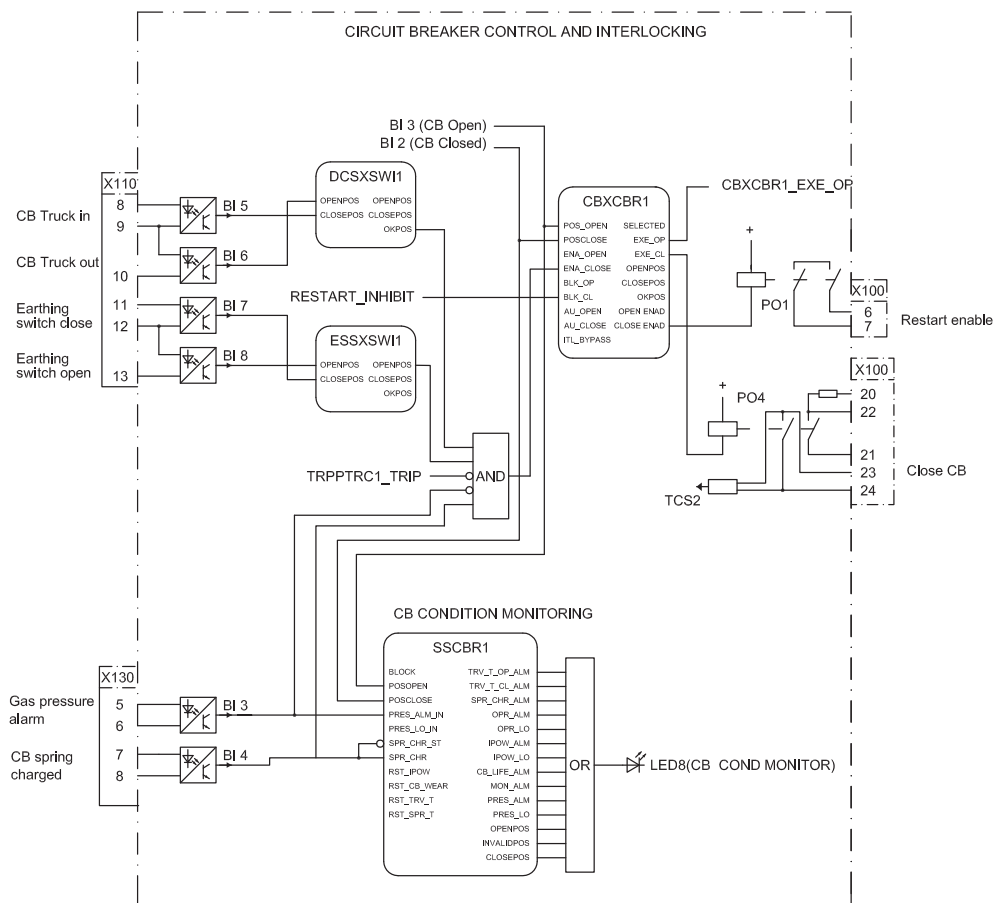 CIRCUIT BREAKER CONTROL AND INTERLOCKING
BI 3 (CB Open)
BI 2 (CB Closed)
X110
8
9
10
11
12
13
CB Truck in
CB Truck out
Earthing
switch close
Earthing
switch open
BI 5
BI 6
BI 7
BI 8
DCSXSWI1
OPENPOS OPENPOS
CLOSEPOS CLOSEPOS
OKPOS
RESTART_INHIBIT
ESSXSWI1
OPENPOS OPENPOS
CLOSEPOS CLOSEPOS
OKPOS
TRPPTRC1_TRIP
AND
CBXCBR1
POS_OPEN SELECTED
POSCLOSE EXE_OP
ENA_OPEN EXE_CL
ENA_CLOSE OPENPOS
BLK_OP CLOSEPOS
BLK_CL OKPOS
AU_OPEN OPEN ENAD
AU_CLOSE CLOSE ENAD
ITL_BYPASS
CBXCBR1_EXE_OP
+
PO1
X100
6
7
Restart enable
+
PO4
X100
20
22
21
23
24
Close CB
TCS2
CB CONDITION MONITORING
SSCBR1
BLOCK TRV_T_OP_ALM
POSOPEN TRV_T_CL_ALM
POSCLOSE SPR_CHR_ALM
PRES_ALM_IN OPR_ALM
PRES_LO_IN OPR_LO
SPR_CHR_ST IPOW_ALM
SPR_CHR IPOW_LO
RST_IPOW CB_LIFE_ALM
RST_CB_WEAR MON_ALM
RST_TRV_T PRES_ALM
RST_SPR_T PRES_LO
OPENPOS
INVALIDPOS
CLOSEPOS
OR
LED8(CB COND MONITOR)
X130
5
6
7
8
Gas pressure
alarm
CB spring
charged
BI 3
BI 4